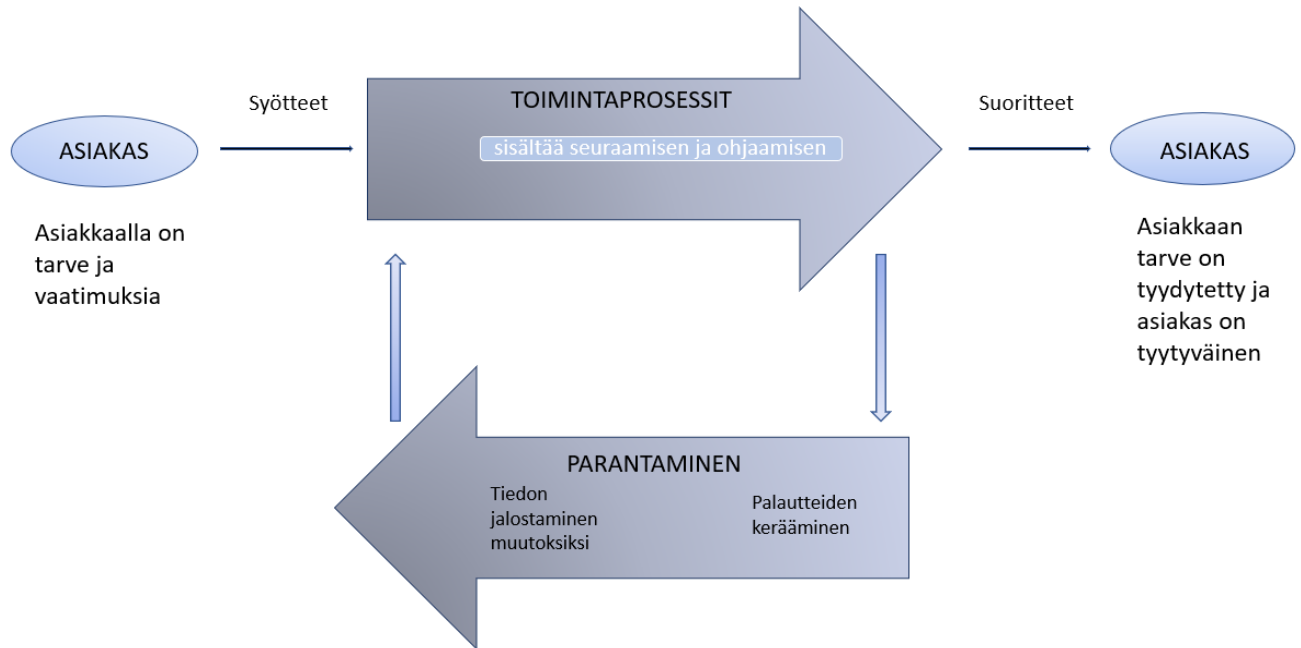 ASIAKAS
Asiakkaalla on
tarve ja
vaatimuksia
Syötteet
TOIMINTAPROSESSIT
sisältää seuraamisen ja ohjaamisen
Suoritteet
ASIAKAS
Asiakkaan
tarve on
tyydytetty ja
asiakas on
tyytyväinen
PARANTAMINEN
Tiedon
jalostaminen
muutoksiksi
Palautteiden
kerääminen